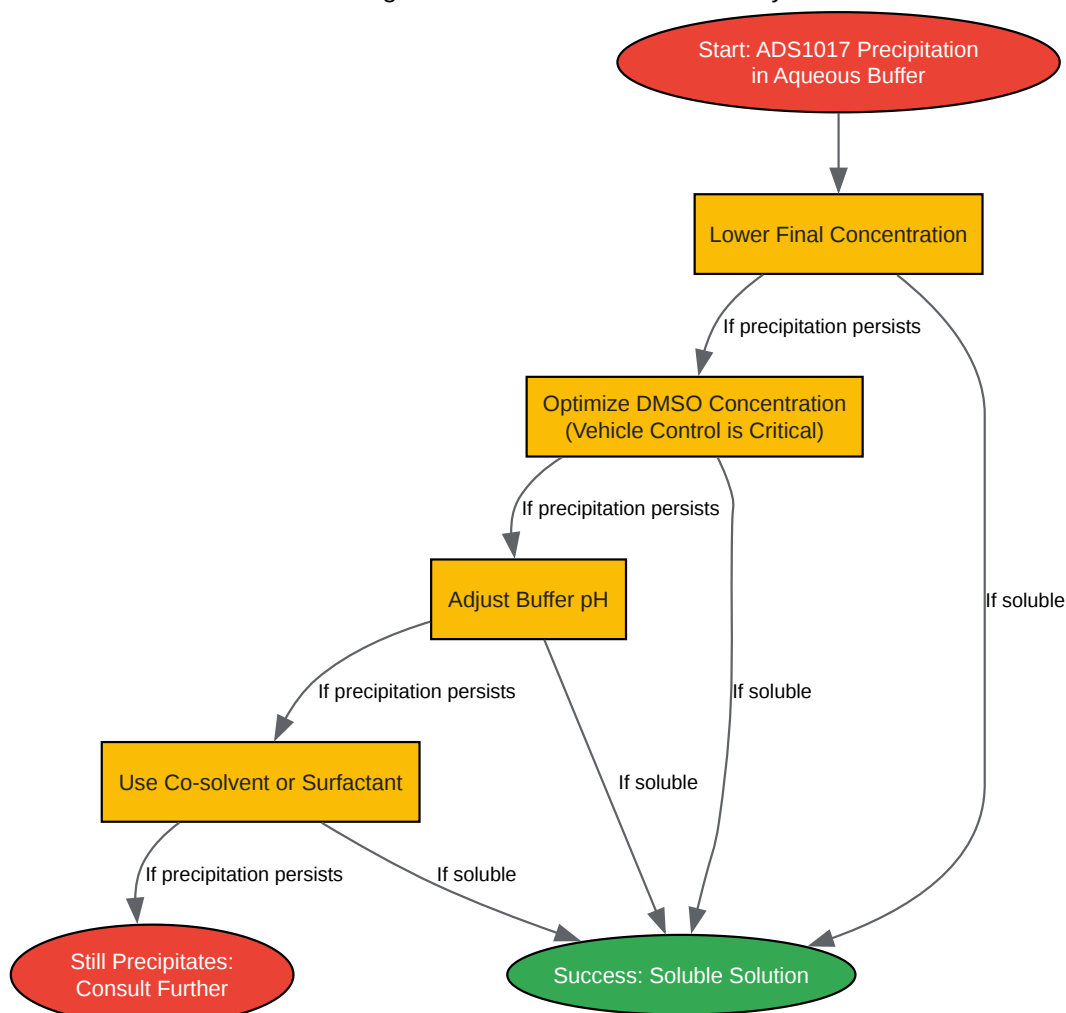 Start: ADS1017 Precipitation
in Aqueous Buffer
Lower Final Concentration
If precipitation persists
Optimize DMSO Concentration
(Vehicle Control is Critical)
If precipitation persists
Adjust Buffer pH
If soluble
If precipitation persists
If soluble
Use Co-solvent or Surfactant
If soluble
If precipitation persists
If soluble
Still Precipitates:
Consult Further
Success: Soluble Solution